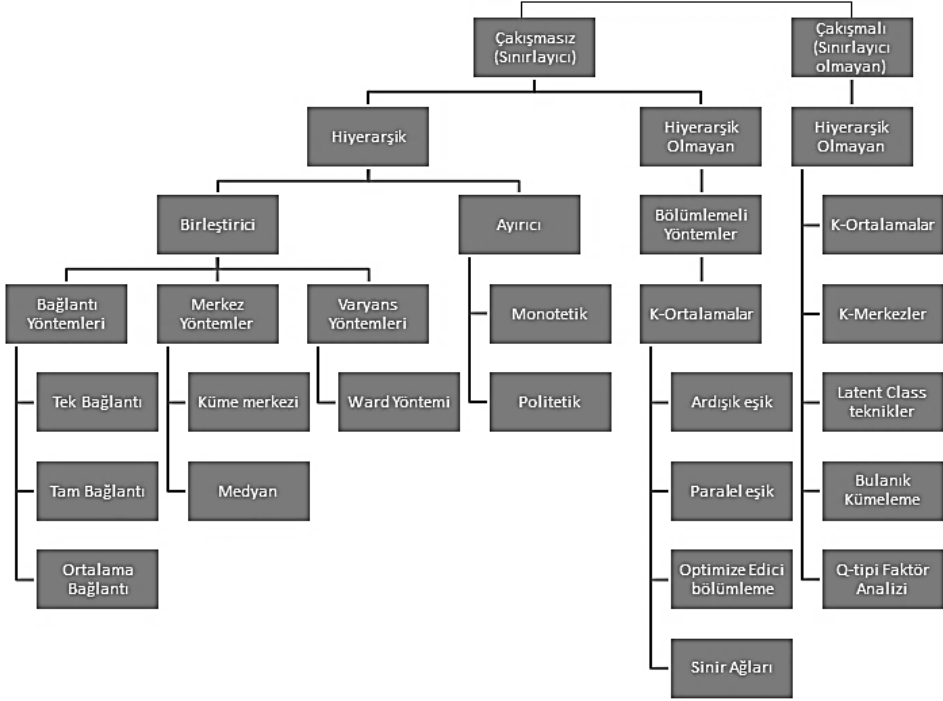 Çakışmasız
(Sınırlayıcı)
Çakışmalı
(Sınırlayıcı
olmayan)
Hiyerarşik
Hiyerarşik
Olmayan
Hiyerarşik
Olmayan
Birleştirici
Ayırıcı
Bölümlemeli
Yöntemler
K-Ortalamalar
Bağlantı
Yöntemleri
Merkez
Yöntemler
Varyans
Yöntemleri
Monotetik
K-Ortalamalar
K-Merkezler
Tek Bağlantı
Küme merkezi
Ward Yöntemi
Politetik
Ardışık eşik
Latent Class
teknikler
Tam Bağlantı
Medyan
Paralel eşik
Bulanık
Kümeleme
Ortalama
Bağlantı
Optimize Edici
bölümleme
Q-tipi Faktör
Analizi
Sinir Ağları